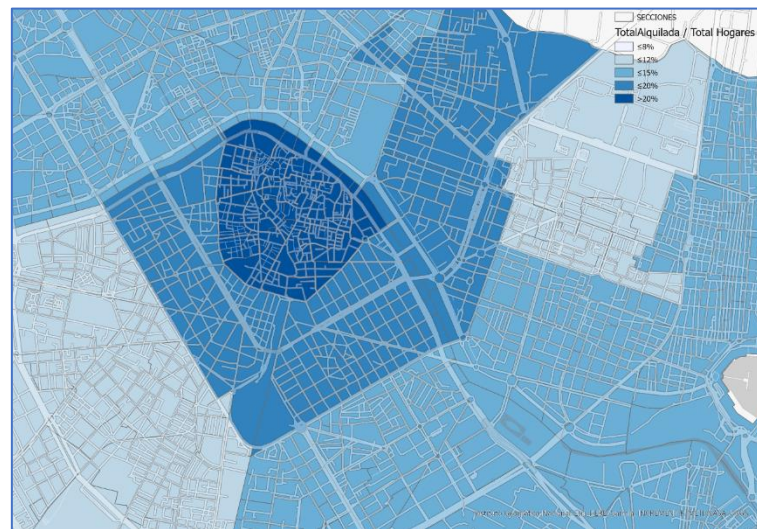 SECCIONES
TotalAlquilada / Total Hogares
≤8%
≤12%
≤15%
≤20%
>20%